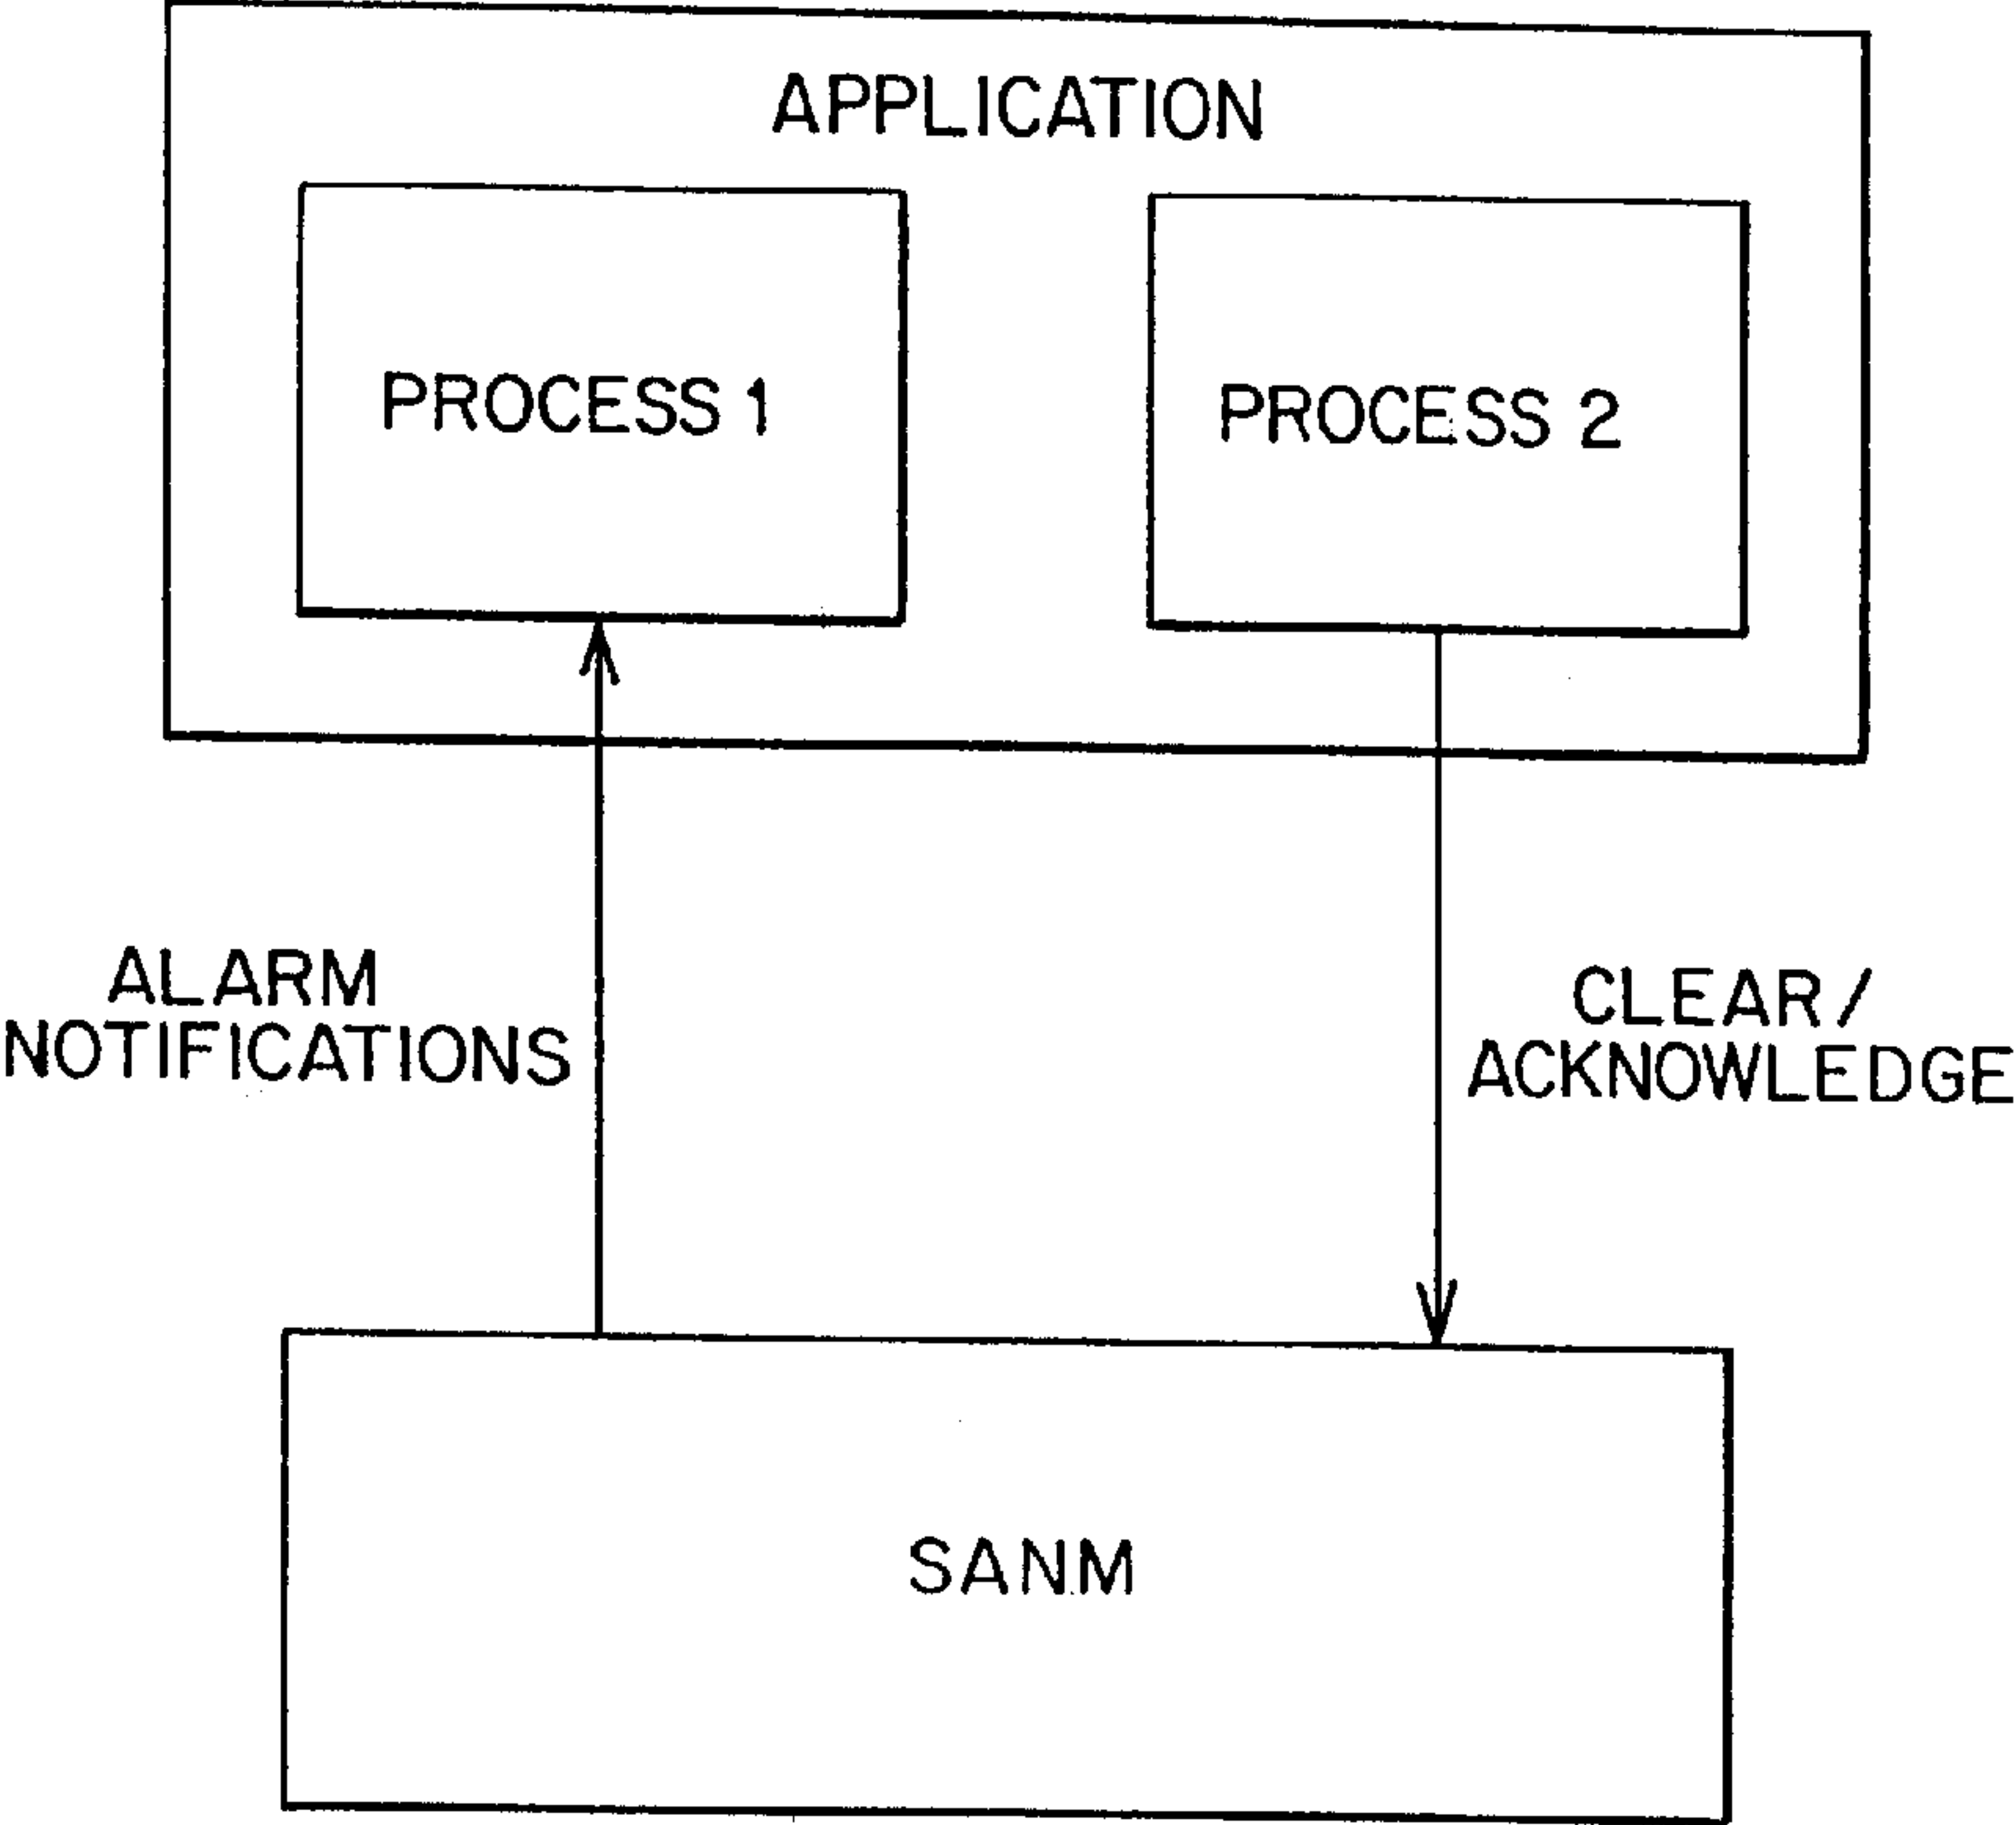 APPLICATION
PROCESS 1
PROCESS 2
ALARM
NOTIFICATIONS
CLEAR/
ACKNOWLEDGE
SANM